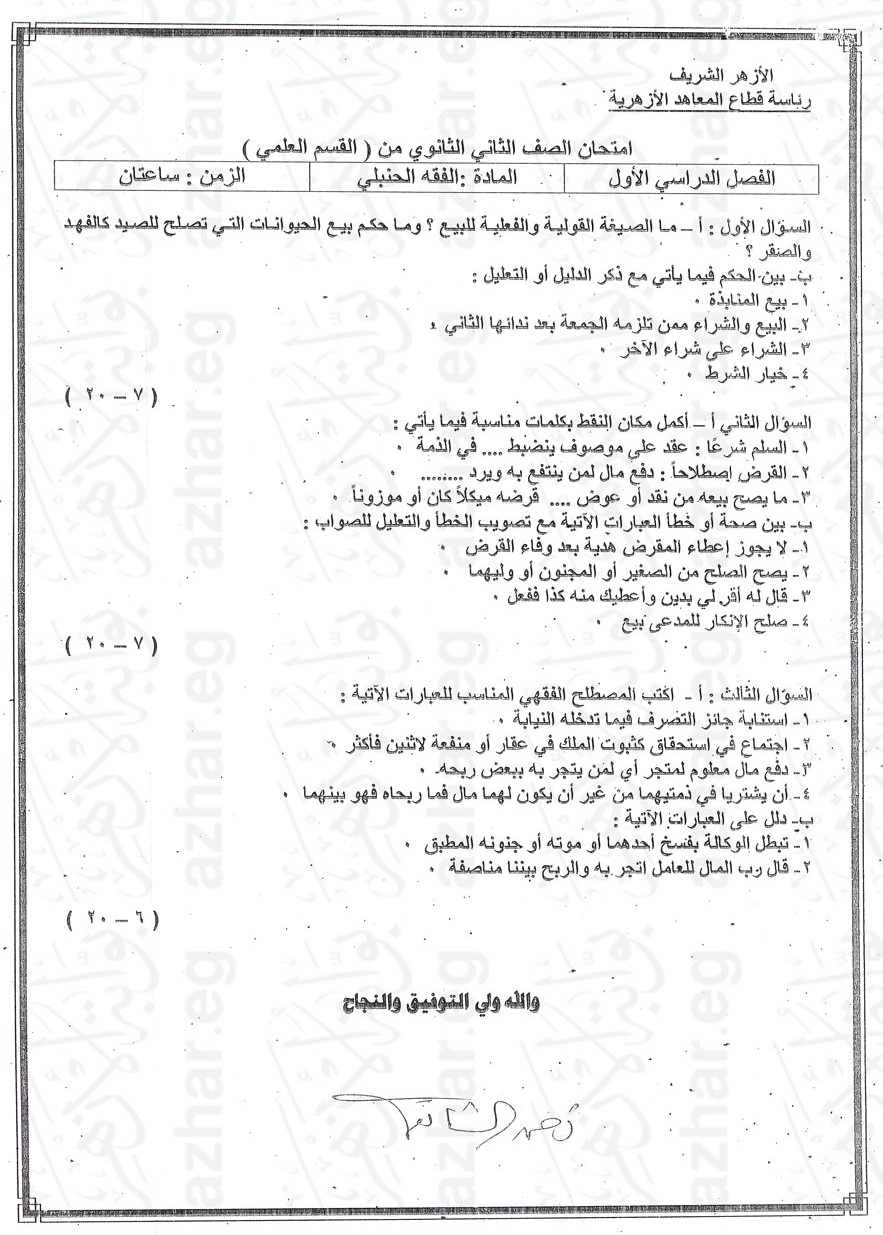 الأزهر الشريف
رئاسة قطاع المعاهد الأزهرية
امتحان الصف الثاني الثانوي من ( القسم العلمي )
الفصل الدراسي الأول المادة :الفقه الحنبلي الزمن : ساعتان
السؤال الأول : أ – ما الصيغة القولية والفعلية للبيع ؟ وما حكم بيع الحيوانات التي تصلح للصيد كالفهد
والصقر ؟
ب- بين الحكم فيما يأتي مع ذكر الدليل أو التعليل :
١- بيع المنابذة .
٢- البيع والشراء ممن تلزمه الجمعة بعد ندائها الثاني .
٣- الشراء على شراء الآخر .
٤- خيار الشرط .
( ٧ – ٢٠ )
السؤال الثاني أ – أكمل مكان النقط بكلمات مناسبة فيما يأتي :
١- السلم شرعًا : عقد على موصوف ينضبط .... في الذمة .
٢- القرض إصطلاحاً : دفع مال لمن ينتفع به ويرد ........ .
٣- ما يصح بيعه من نقد أو عوض .... قرضه ميكلاً كان أو موزوناً .
ب- بين صحة أو خطأ العبارات الآتية مع تصويب الخطأ والتعليل للصواب :
١- لا يجوز إعطاء المقرض هدية بعد وفاء القرض .
٢- يصح الصلح من الصغير أو المجنون أو وليهما .
٣- قال له أقر لي بدين وأعطيك منه كذا ففعل .
٤- صلح الإنكار للمدعى بيع .
( ٧ – ٢٠ )
السؤال الثالث : أ - اكتب المصطلح الفقهي المناسب للعبارات الآتية :
١- استنابة جائز التصرف فيما تدخله النيابة .
٢- اجتماع في استحقاق كثبوت الملك في عقار أو منفعة لاثنين فأكثر .
٣- دفع مال معلوم لمتجر أي لمن يتجر به ببعض ربحه .
٤- أن يشتريا في ذمتيهما من غير أن يكون لهما مال فما ربحاه فهو بينهما .
ب- دلل على العبارات الآتية :
١- تبطل الوكالة بفسخ أحدهما أو موته أو جنونه المطبق .
٢- قال رب المال للعامل اتجر به والربح بيننا مناصفة .
( ٦ – ٢٠ )
والله ولي التوفيق والنجاح
azhar.eg